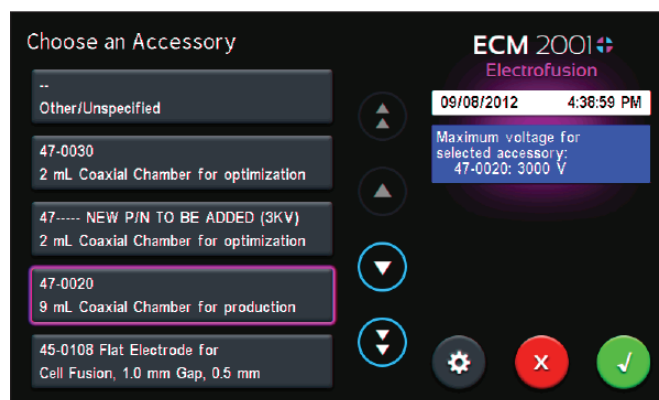 Choose an Accessory
--
Other/Unspecified
47-0030
2 mL Coaxial Chamber for optimization
47----- NEW P/N TO BE ADDED (3KV)
2 mL Coaxial Chamber for optimization
47-0020
9 mL Coaxial Chamber for production
45-0108 Flat Electrode for
Cell Fusion, 1.0 mm Gap, 0.5 mm
ECM 2001
Electrofusion
09/08/2012 4:38:59 PM
Maximum voltage for
selected accessory:
47-0020: 3000 V
X